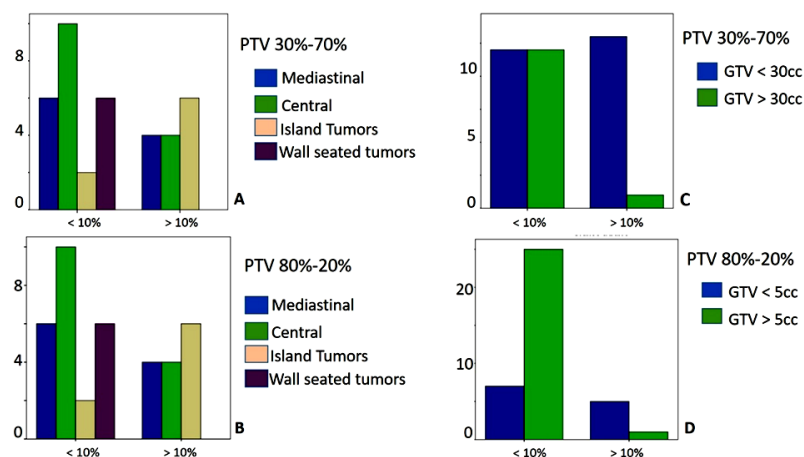 PTV 30%-70%
Mediastinal
Central
Island Tumors
Wall seated tumors
A
8
4
0
< 10%
> 10%
PTV 30%-70%
GTV < 30cc
GTV > 30cc
C
10
5
0
< 10%
> 10%
PTV 80%-20%
Mediastinal
Central
Island Tumors
Wall seated tumors
B
8
4
0
< 10%
> 10%
PTV 80%-20%
GTV < 5cc
GTV > 5cc
D
20
10
0
< 10%
> 10%